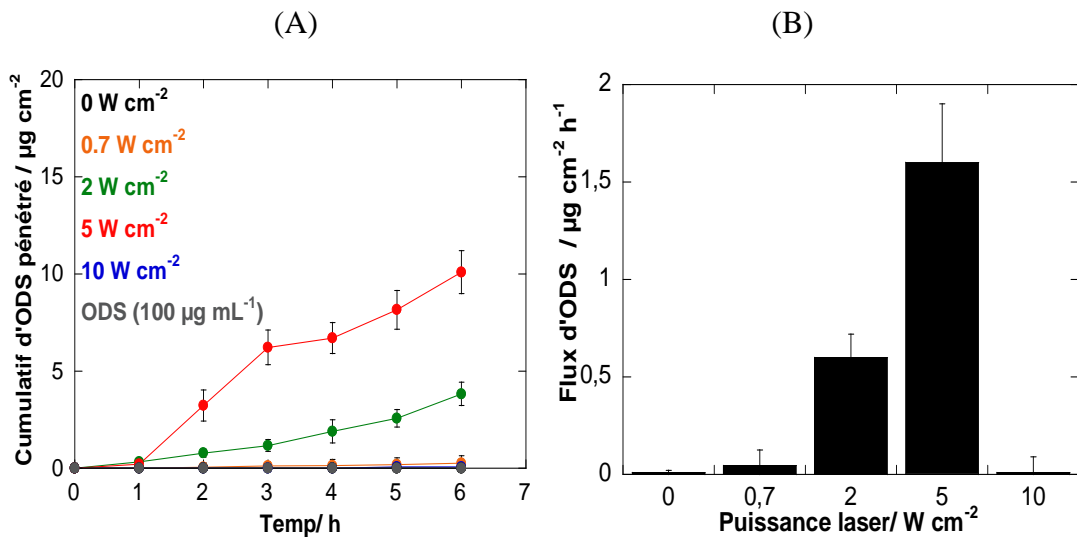 (A)
Cumulatif d'ODS pénétré / µg cm⁻²
20
15
10
5
0
0 W cm⁻²
0.7 W cm⁻²
2 W cm⁻²
5 W cm⁻²
10 W cm⁻²
ODS (100 µg mL⁻¹)
0 1 2 3 4 5 6 7
Temp/ h
(B)
Flux d'ODS / µg cm⁻² h⁻¹
2
1,5
1
0,5
0
0 0,7 2 5 10
Puissance laser/ W cm⁻²